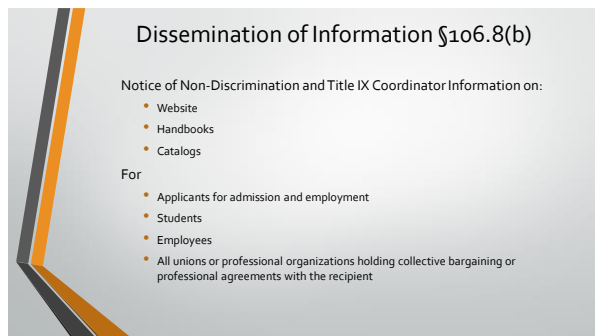 Dissemination of Information §106.8(b)
Notice of Non-Discrimination and Title IX Coordinator Information on:
• Website
• Handbooks
• Catalogs
For
• Applicants for admission and employment
• Students
• Employees
• All unions or professional organizations holding collective bargaining or
professional agreements with the recipient